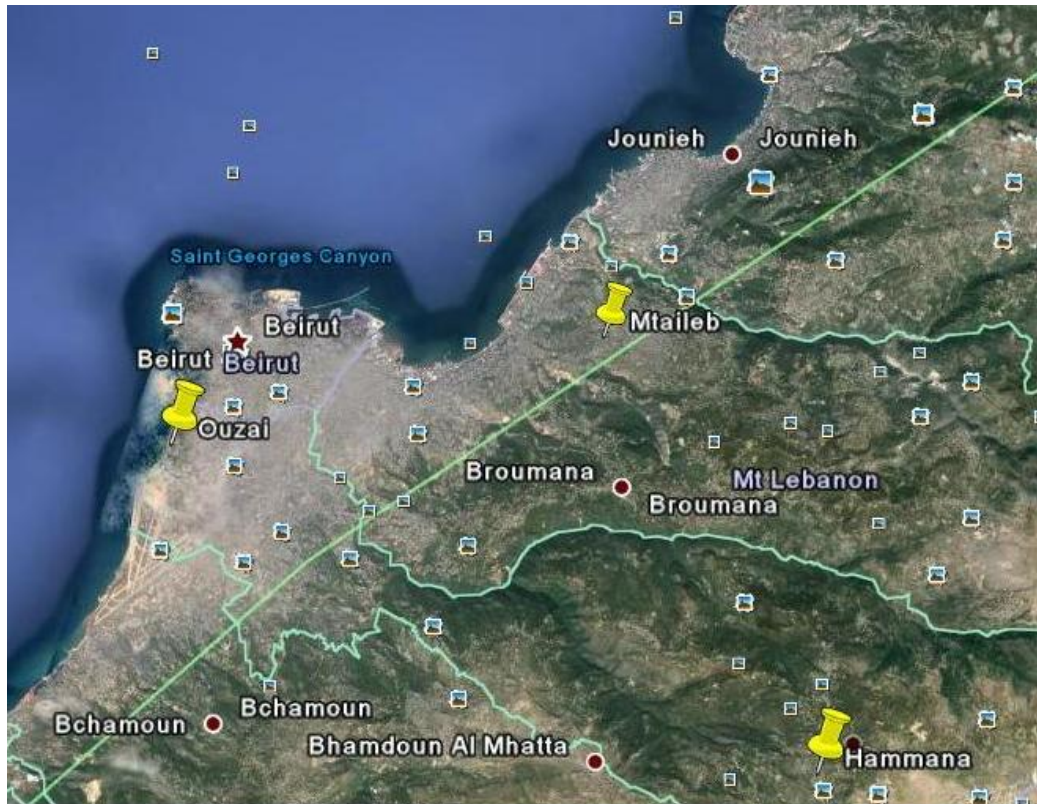 Jounieh
Jounieh
Saint Georges Canyon
Beirut
Mtaileb
Beirut
Beirut
Ouzai
Broumana
Mt Lebanon
Broumana
Bchamoun
Bchamoun
Bhamdoun Al Mhatta
Hammana